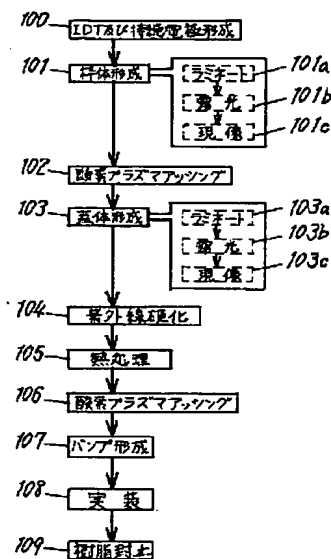 100
IDT及び接続電極形成
101
枠体形成
ラミネート
101a
露光
101b
現像
101c
102
酸素プラズマアッシング
103
蓋体形成
ラミネート
103a
露光
103b
現像
103c
104
紫外線硬化
105
熱処理
106
酸素プラズマアッシング
107
バンプ形成
108
実装
109
樹脂封止